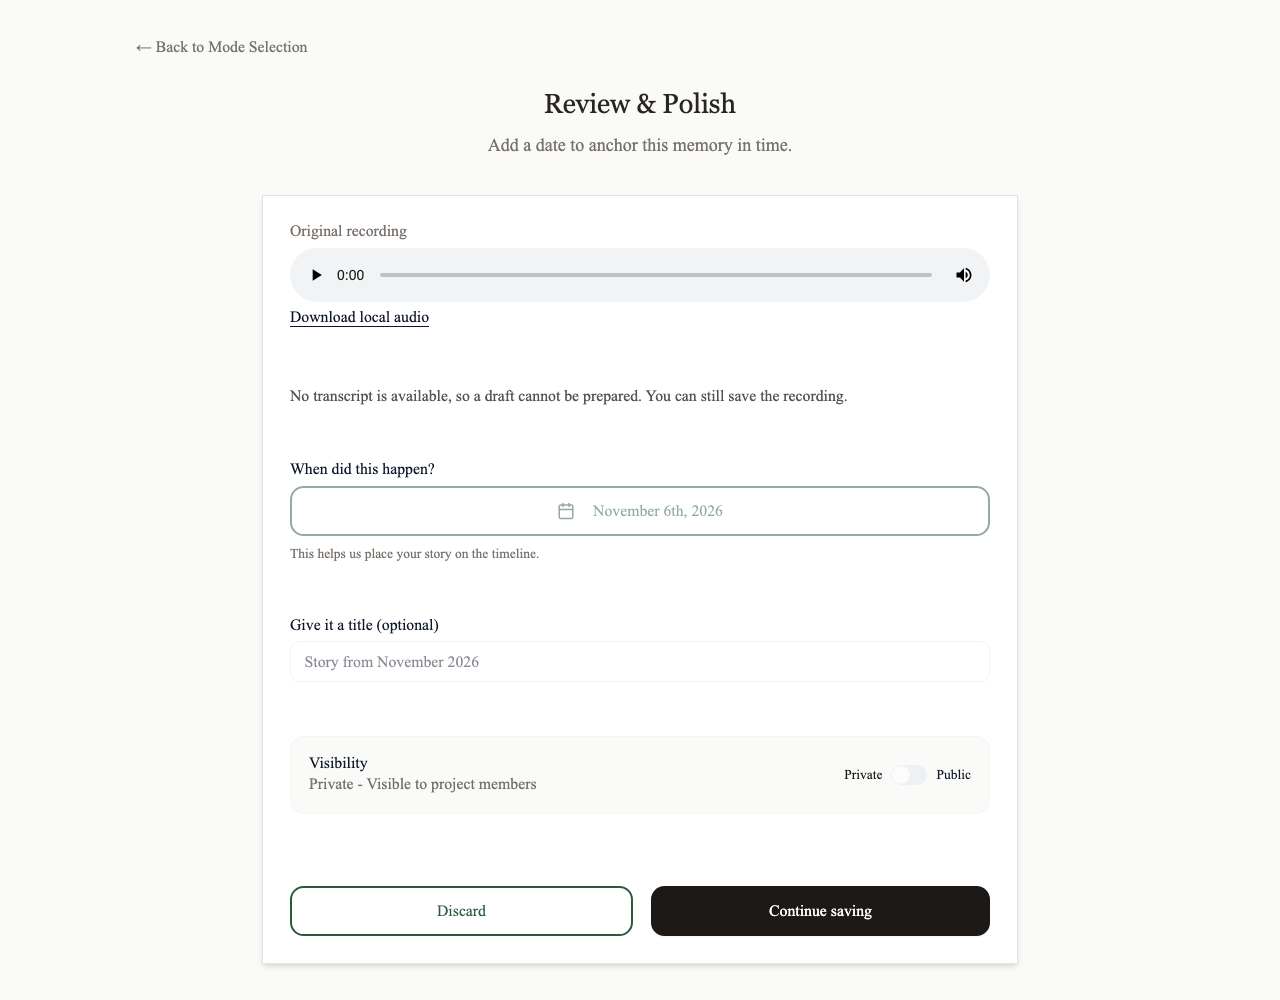 ← Back to Mode Selection
Review & Polish
Add a date to anchor this memory in time.
Original recording
0:00
Download local audio
No transcript is available, so a draft cannot be prepared. You can still save the recording.
When did this happen?
November 6th, 2026
This helps us place your story on the timeline.
Give it a title (optional)
Story from November 2026
Visibility
Private - Visible to project members
Private Public
Discard
Continue saving